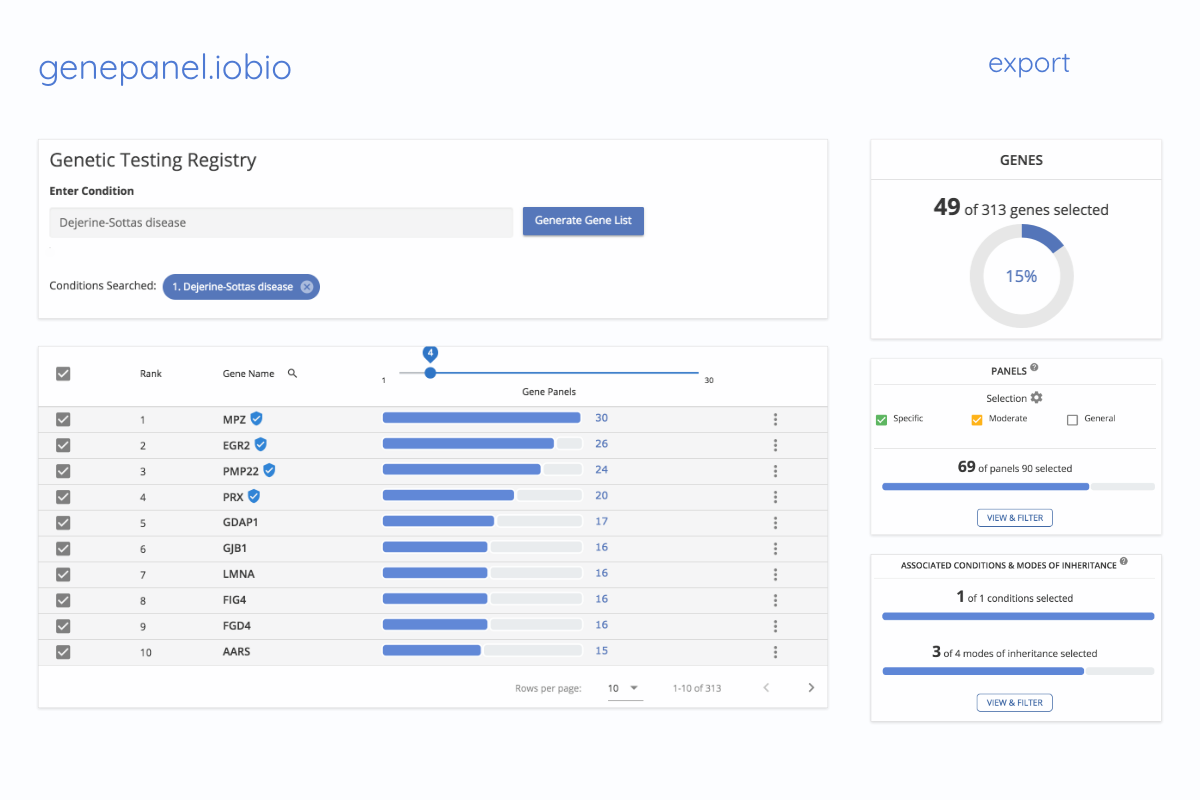 genepanel.iobio
export
Genetic Testing Registry
Enter Condition
Dejerine-Sottas disease
Generate Gene List
Conditions Searched: 1. Dejerine-Sottas disease
Rank Gene Name 4 1 30 Gene Panels
1 MPZ 30
2 EGR2 26
3 PMP22 24
4 PRX 20
5 GDAP1 17
6 GJB1 16
7 LMNA 16
8 FIG4 16
9 FGD4 16
10 AARS 15
Rows per page: 10 1-10 of 313
GENES
49 of 313 genes selected
15%
PANELS ?
Selection
Specific Moderate General
69 of panels 90 selected
VIEW & FILTER
ASSOCIATED CONDITIONS & MODES OF INHERITANCE ?
1 of 1 conditions selected
3 of 4 modes of inheritance selected
VIEW & FILTER